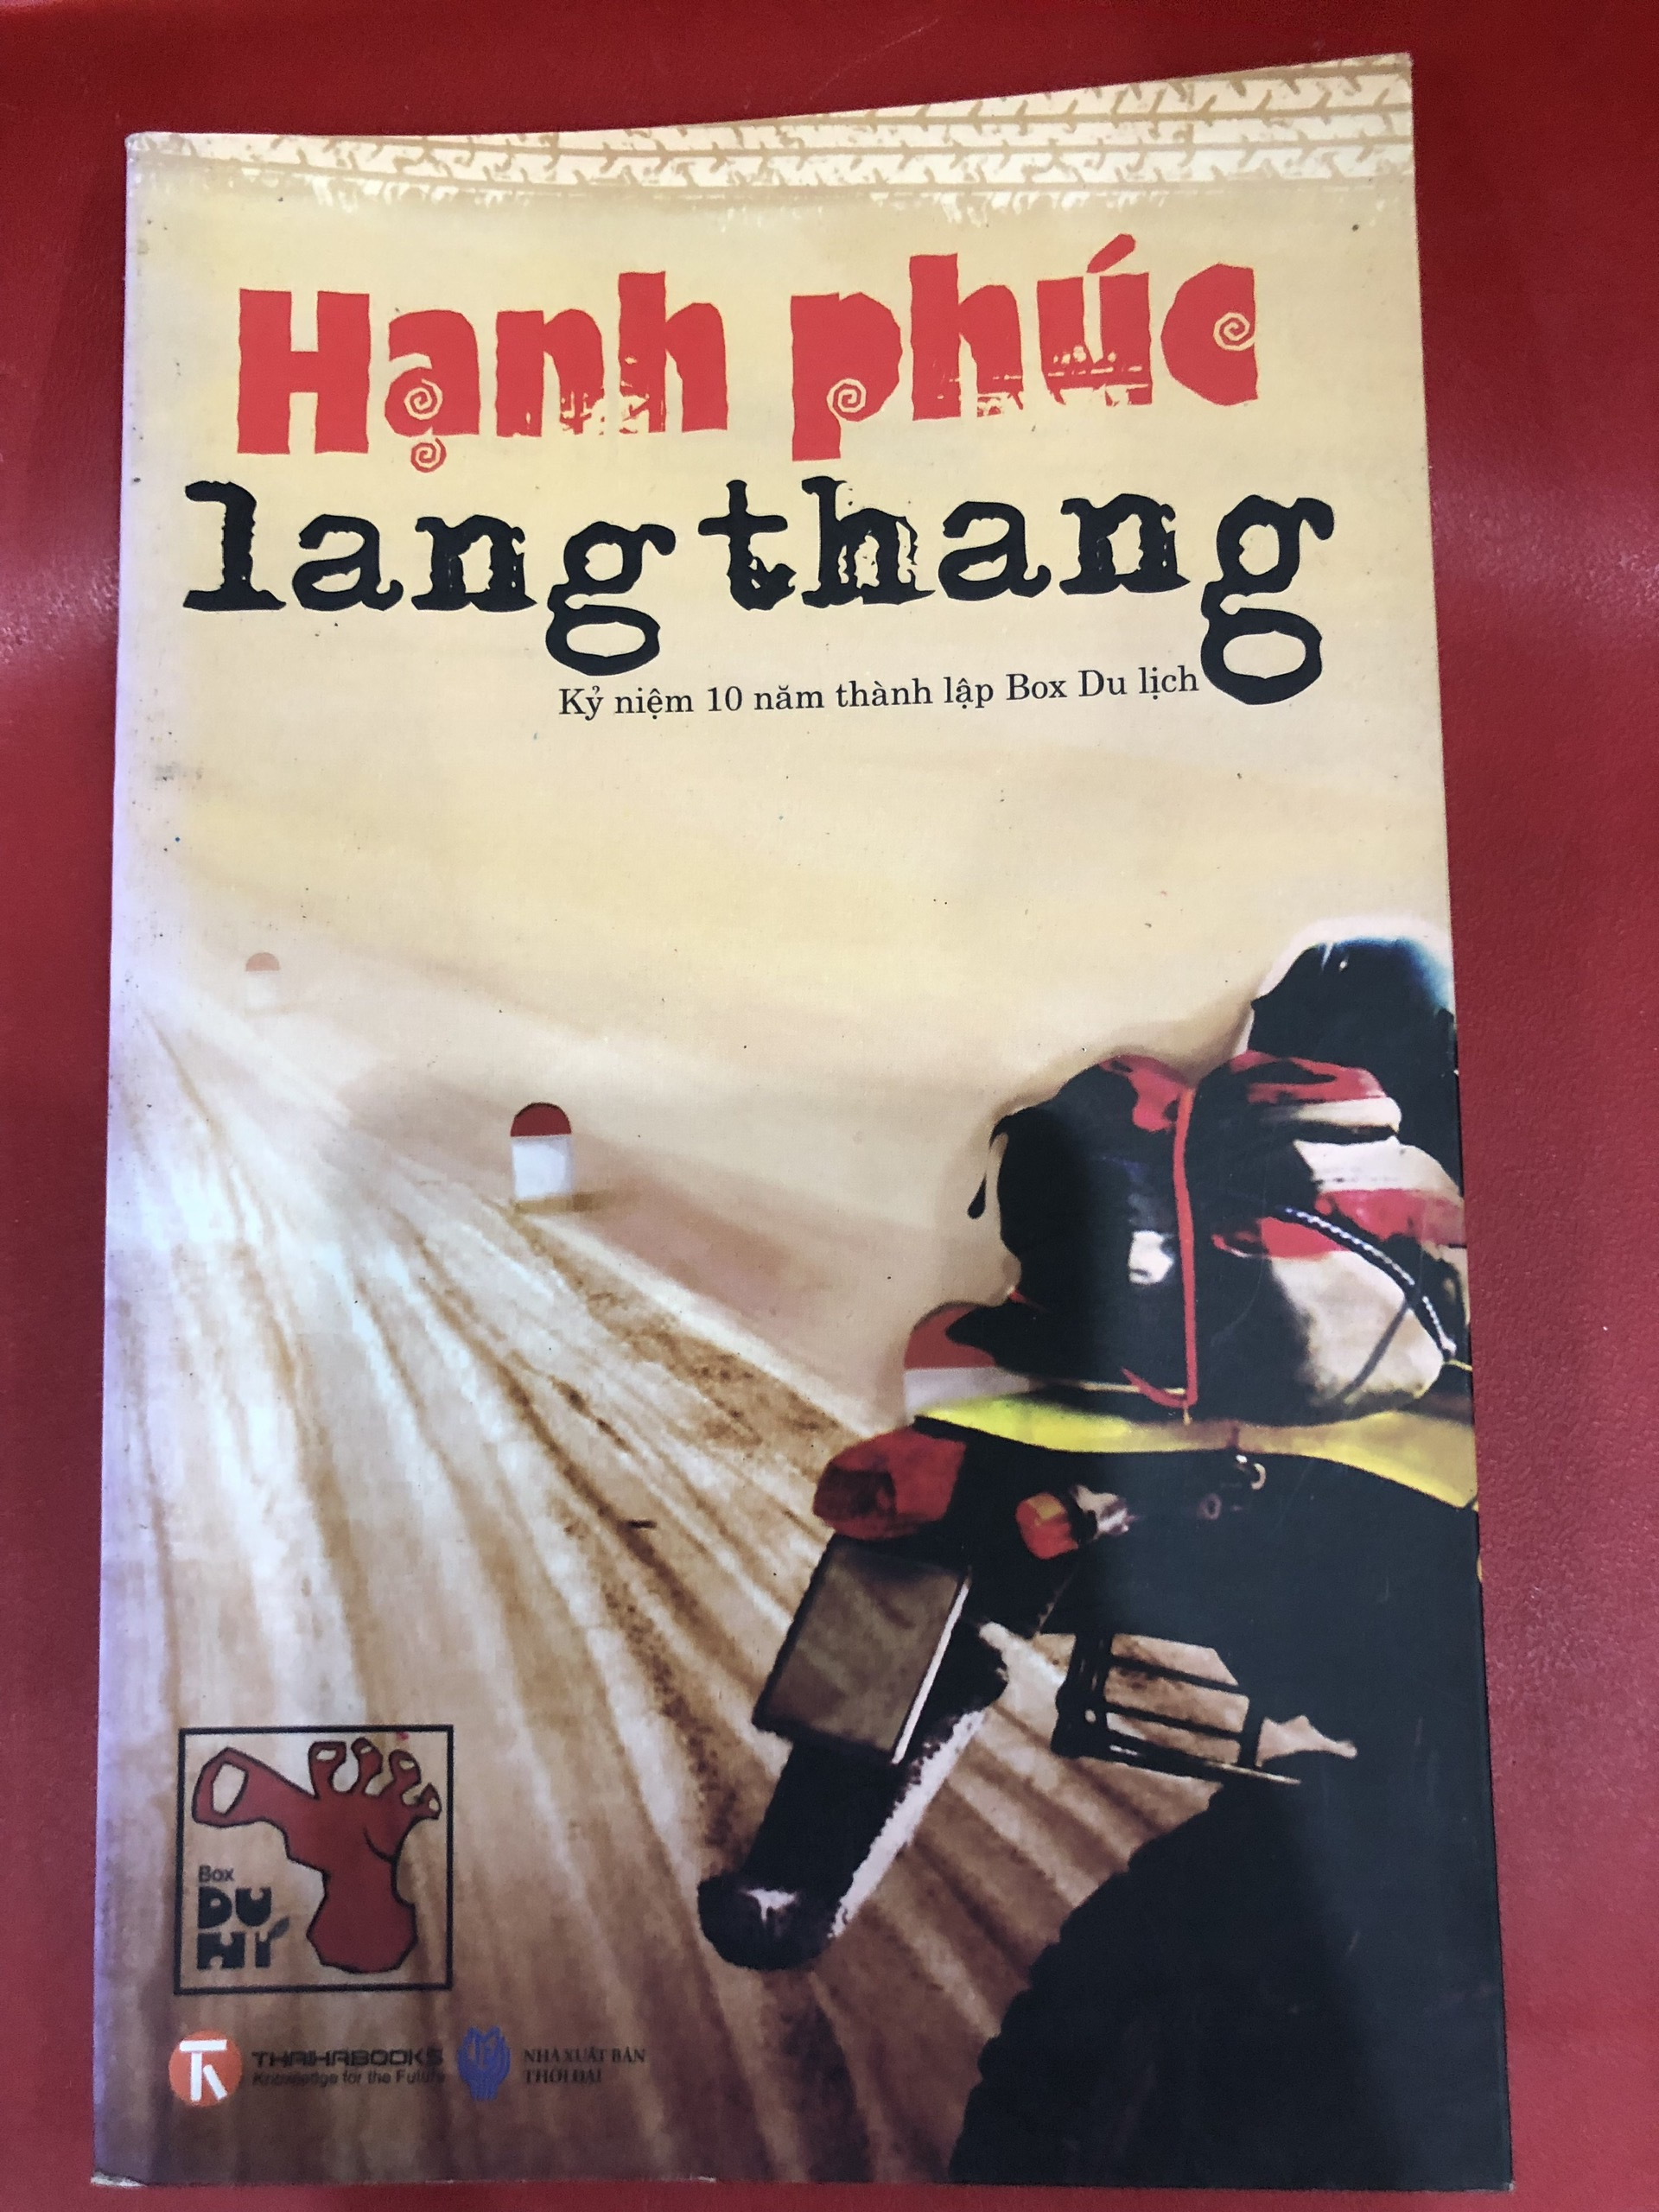 Hạnh phúc
lang thang
Kỷ niệm 10 năm thành lập Box Du lịch
Box
DU
HÍ
THAIHABOOKS
Knowledge for the Future
NHÀ XUẤT BẢN
THỜI ĐẠI